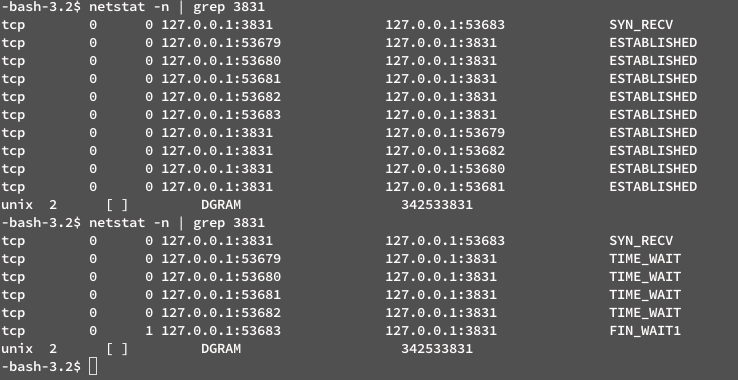 -bash-3.2$ netstat -n | grep 3831
tcp 0 0 127.0.0.1:3831 127.0.0.1:53683 SYN_RECV
tcp 0 0 127.0.0.1:53679 127.0.0.1:3831 ESTABLISHED
tcp 0 0 127.0.0.1:53680 127.0.0.1:3831 ESTABLISHED
tcp 0 0 127.0.0.1:53681 127.0.0.1:3831 ESTABLISHED
tcp 0 0 127.0.0.1:53682 127.0.0.1:3831 ESTABLISHED
tcp 0 0 127.0.0.1:53683 127.0.0.1:3831 ESTABLISHED
tcp 0 0 127.0.0.1:3831 127.0.0.1:53679 ESTABLISHED
tcp 0 0 127.0.0.1:3831 127.0.0.1:53682 ESTABLISHED
tcp 0 0 127.0.0.1:3831 127.0.0.1:53680 ESTABLISHED
tcp 0 0 127.0.0.1:3831 127.0.0.1:53681 ESTABLISHED
unix 2 [ ] DGRAM 342533831
-bash-3.2$ netstat -n | grep 3831
tcp 0 0 127.0.0.1:3831 127.0.0.1:53683 SYN_RECV
tcp 0 0 127.0.0.1:53679 127.0.0.1:3831 TIME_WAIT
tcp 0 0 127.0.0.1:53680 127.0.0.1:3831 TIME_WAIT
tcp 0 0 127.0.0.1:53681 127.0.0.1:3831 TIME_WAIT
tcp 0 0 127.0.0.1:53682 127.0.0.1:3831 TIME_WAIT
tcp 0 1 127.0.0.1:53683 127.0.0.1:3831 FIN_WAIT1
unix 2 [ ] DGRAM 342533831
-bash-3.2$